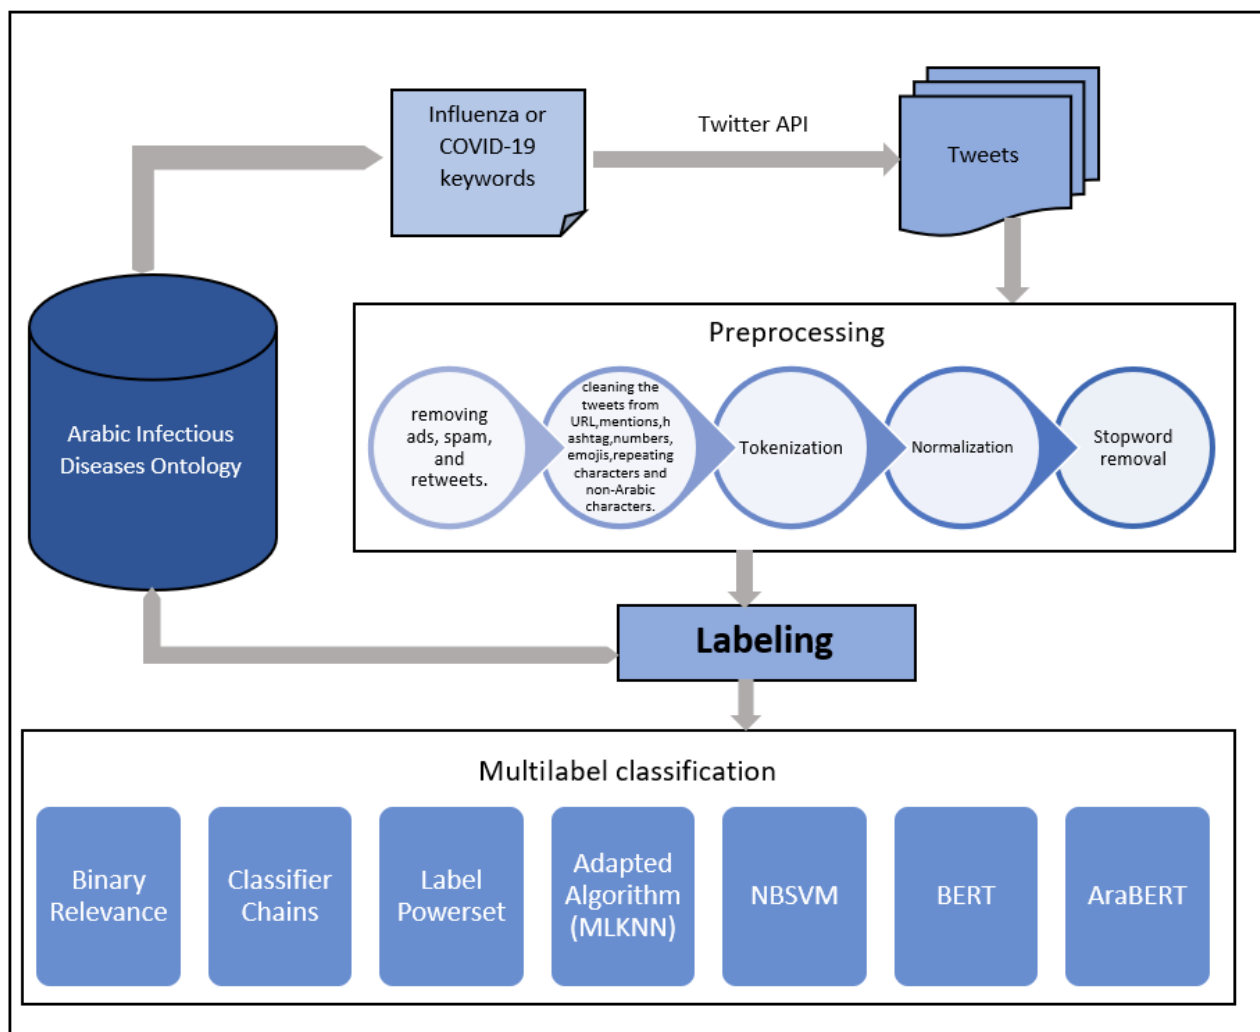 Influenza or
COVID-19
keywords
Twitter API
Tweets
Arabic Infectious
Diseases Ontology
Preprocessing
removing
ads, spam,
and
retweets.
cleaning the
tweets from
URL,mentions,h
ashtag,numbers,
emojis,repeating
characters and
non-Arabic
characters.
Tokenization
Normalization
Stopword
removal
Labeling
Multilabel classification
Binary
Relevance
Classifier
Chains
Label
Powerset
Adapted
Algorithm
(MLKNN)
NBSVM
BERT
AraBERT